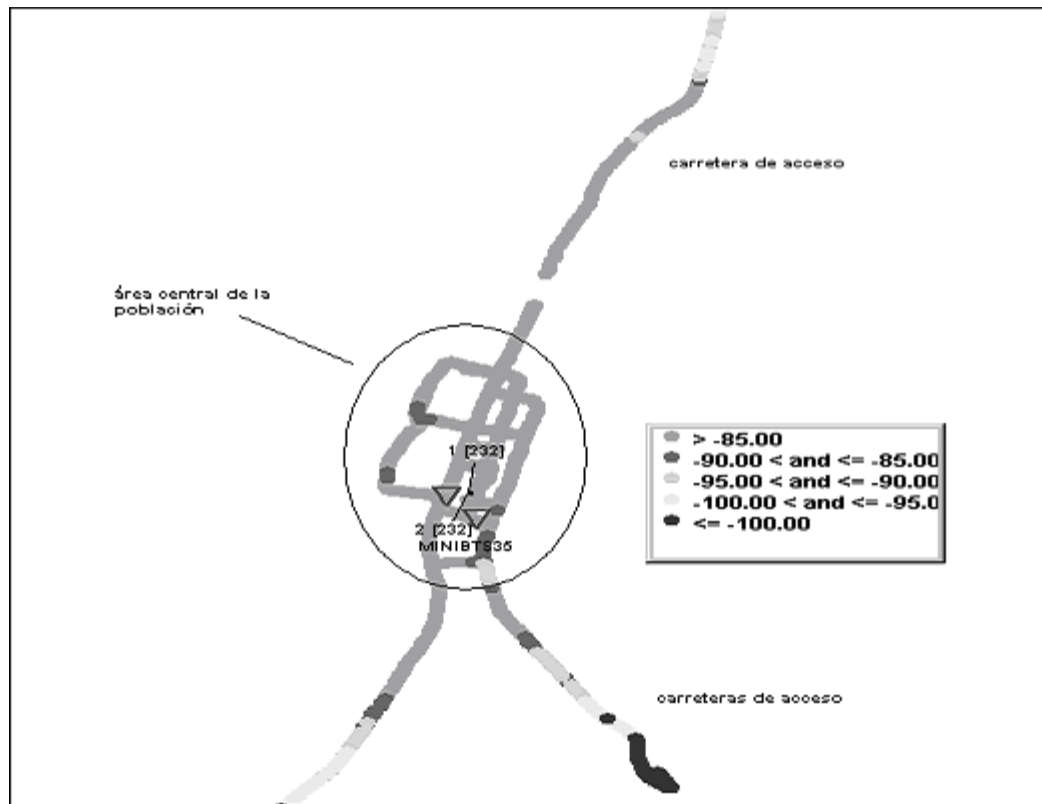 carretera de acceso
área central de la
población
> -85.00
-90.00 < and <= -85.00
-95.00 < and <= -90.00
-100.00 < and <= -95.0
<= -100.00
1 [232]
2 [232]
MINIBTS35
carreteras de acceso